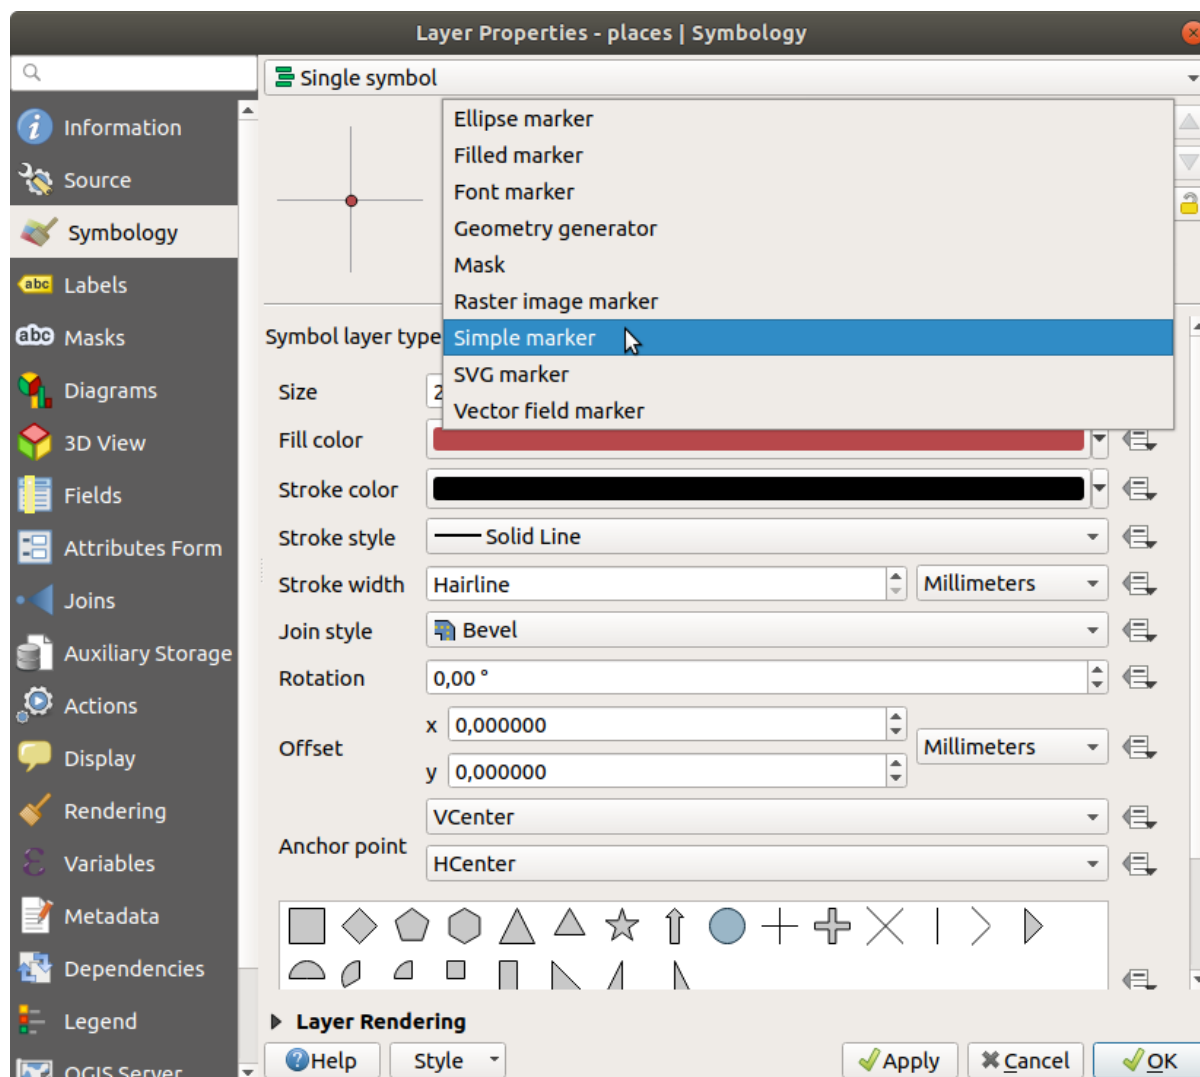 Layer Properties - places | Symbology
Single symbol
Information
Source
Symbology
abc Labels
abc Masks
Diagrams
3D View
Fields
Attributes Form
Joins
Auxiliary Storage
Actions
Display
Rendering
Variables
Metadata
Dependencies
Legend
QGIS Server
Ellipse marker
Filled marker
Font marker
Geometry generator
Mask
Raster image marker
Simple marker
SVG marker
Vector field marker
Symbol layer type
Size 2
Fill color
Stroke color
Stroke style Solid Line
Stroke width Hairline Millimeters
Join style Bevel
Rotation 0,00 °
Offset x 0,000000 Millimeters
y 0,000000
Anchor point VCenter
HCenter
Layer Rendering
Help Style Apply Cancel OK